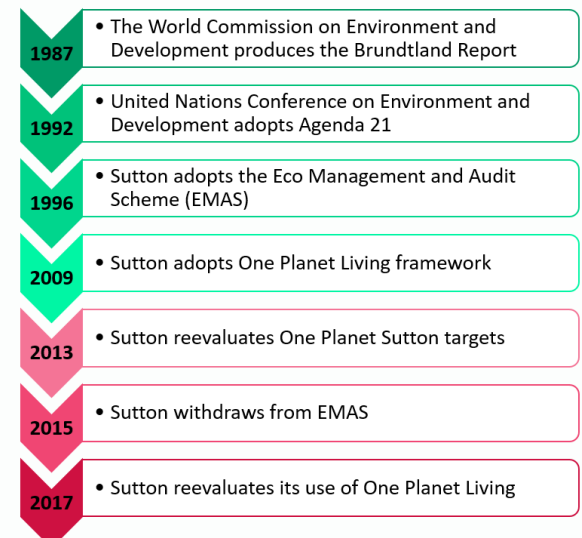 1987
• The World Commission on Environment and
Development produces the Brundtland Report
1992
• United Nations Conference on Environment and
Development adopts Agenda 21
1996
• Sutton adopts the Eco Management and Audit
Scheme (EMAS)
2009
• Sutton adopts One Planet Living framework
2013
• Sutton reevaluates One Planet Sutton targets
2015
• Sutton withdraws from EMAS
2017
• Sutton reevaluates its use of One Planet Living